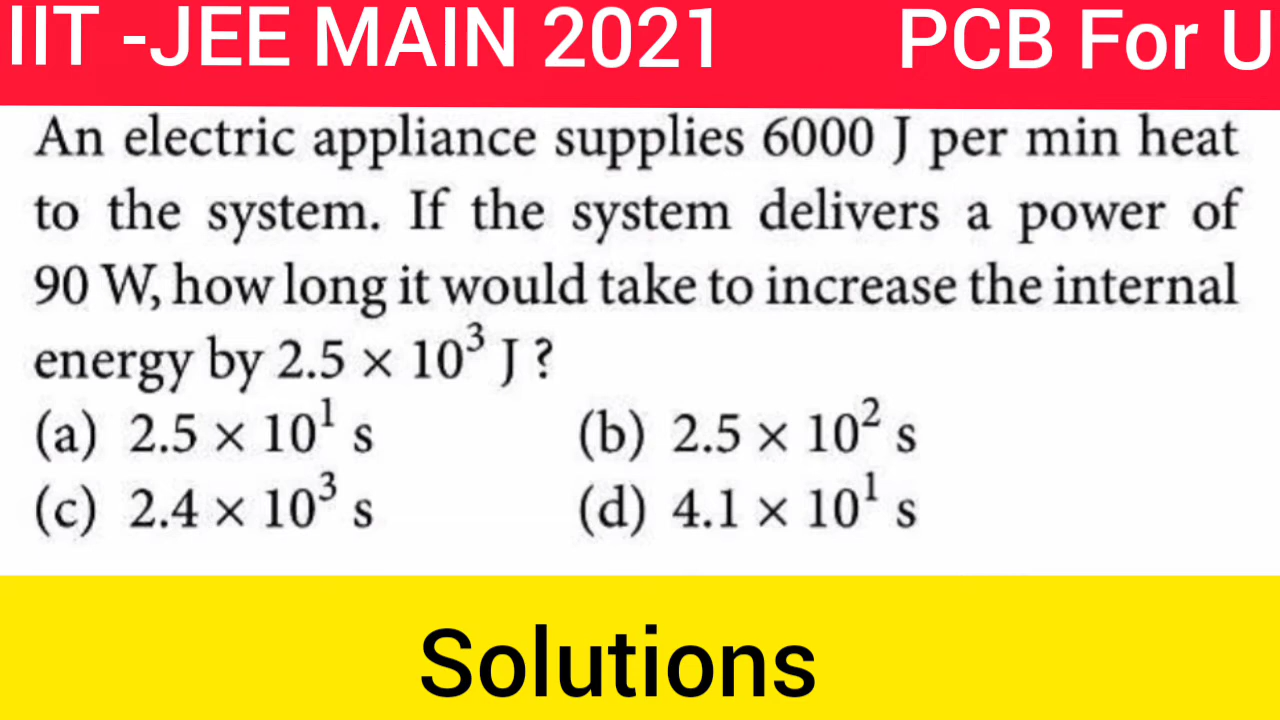 IIT -JEE MAIN 2021 PCB For U
An electric appliance supplies 6000 J per min heat
to the system. If the system delivers a power of
90 W, how long it would take to increase the internal
energy by 2.5 × 10³ J ?
(a) 2.5 × 10¹ s (b) 2.5 × 10² s
(c) 2.4 × 10³ s (d) 4.1 × 10¹ s
Solutions